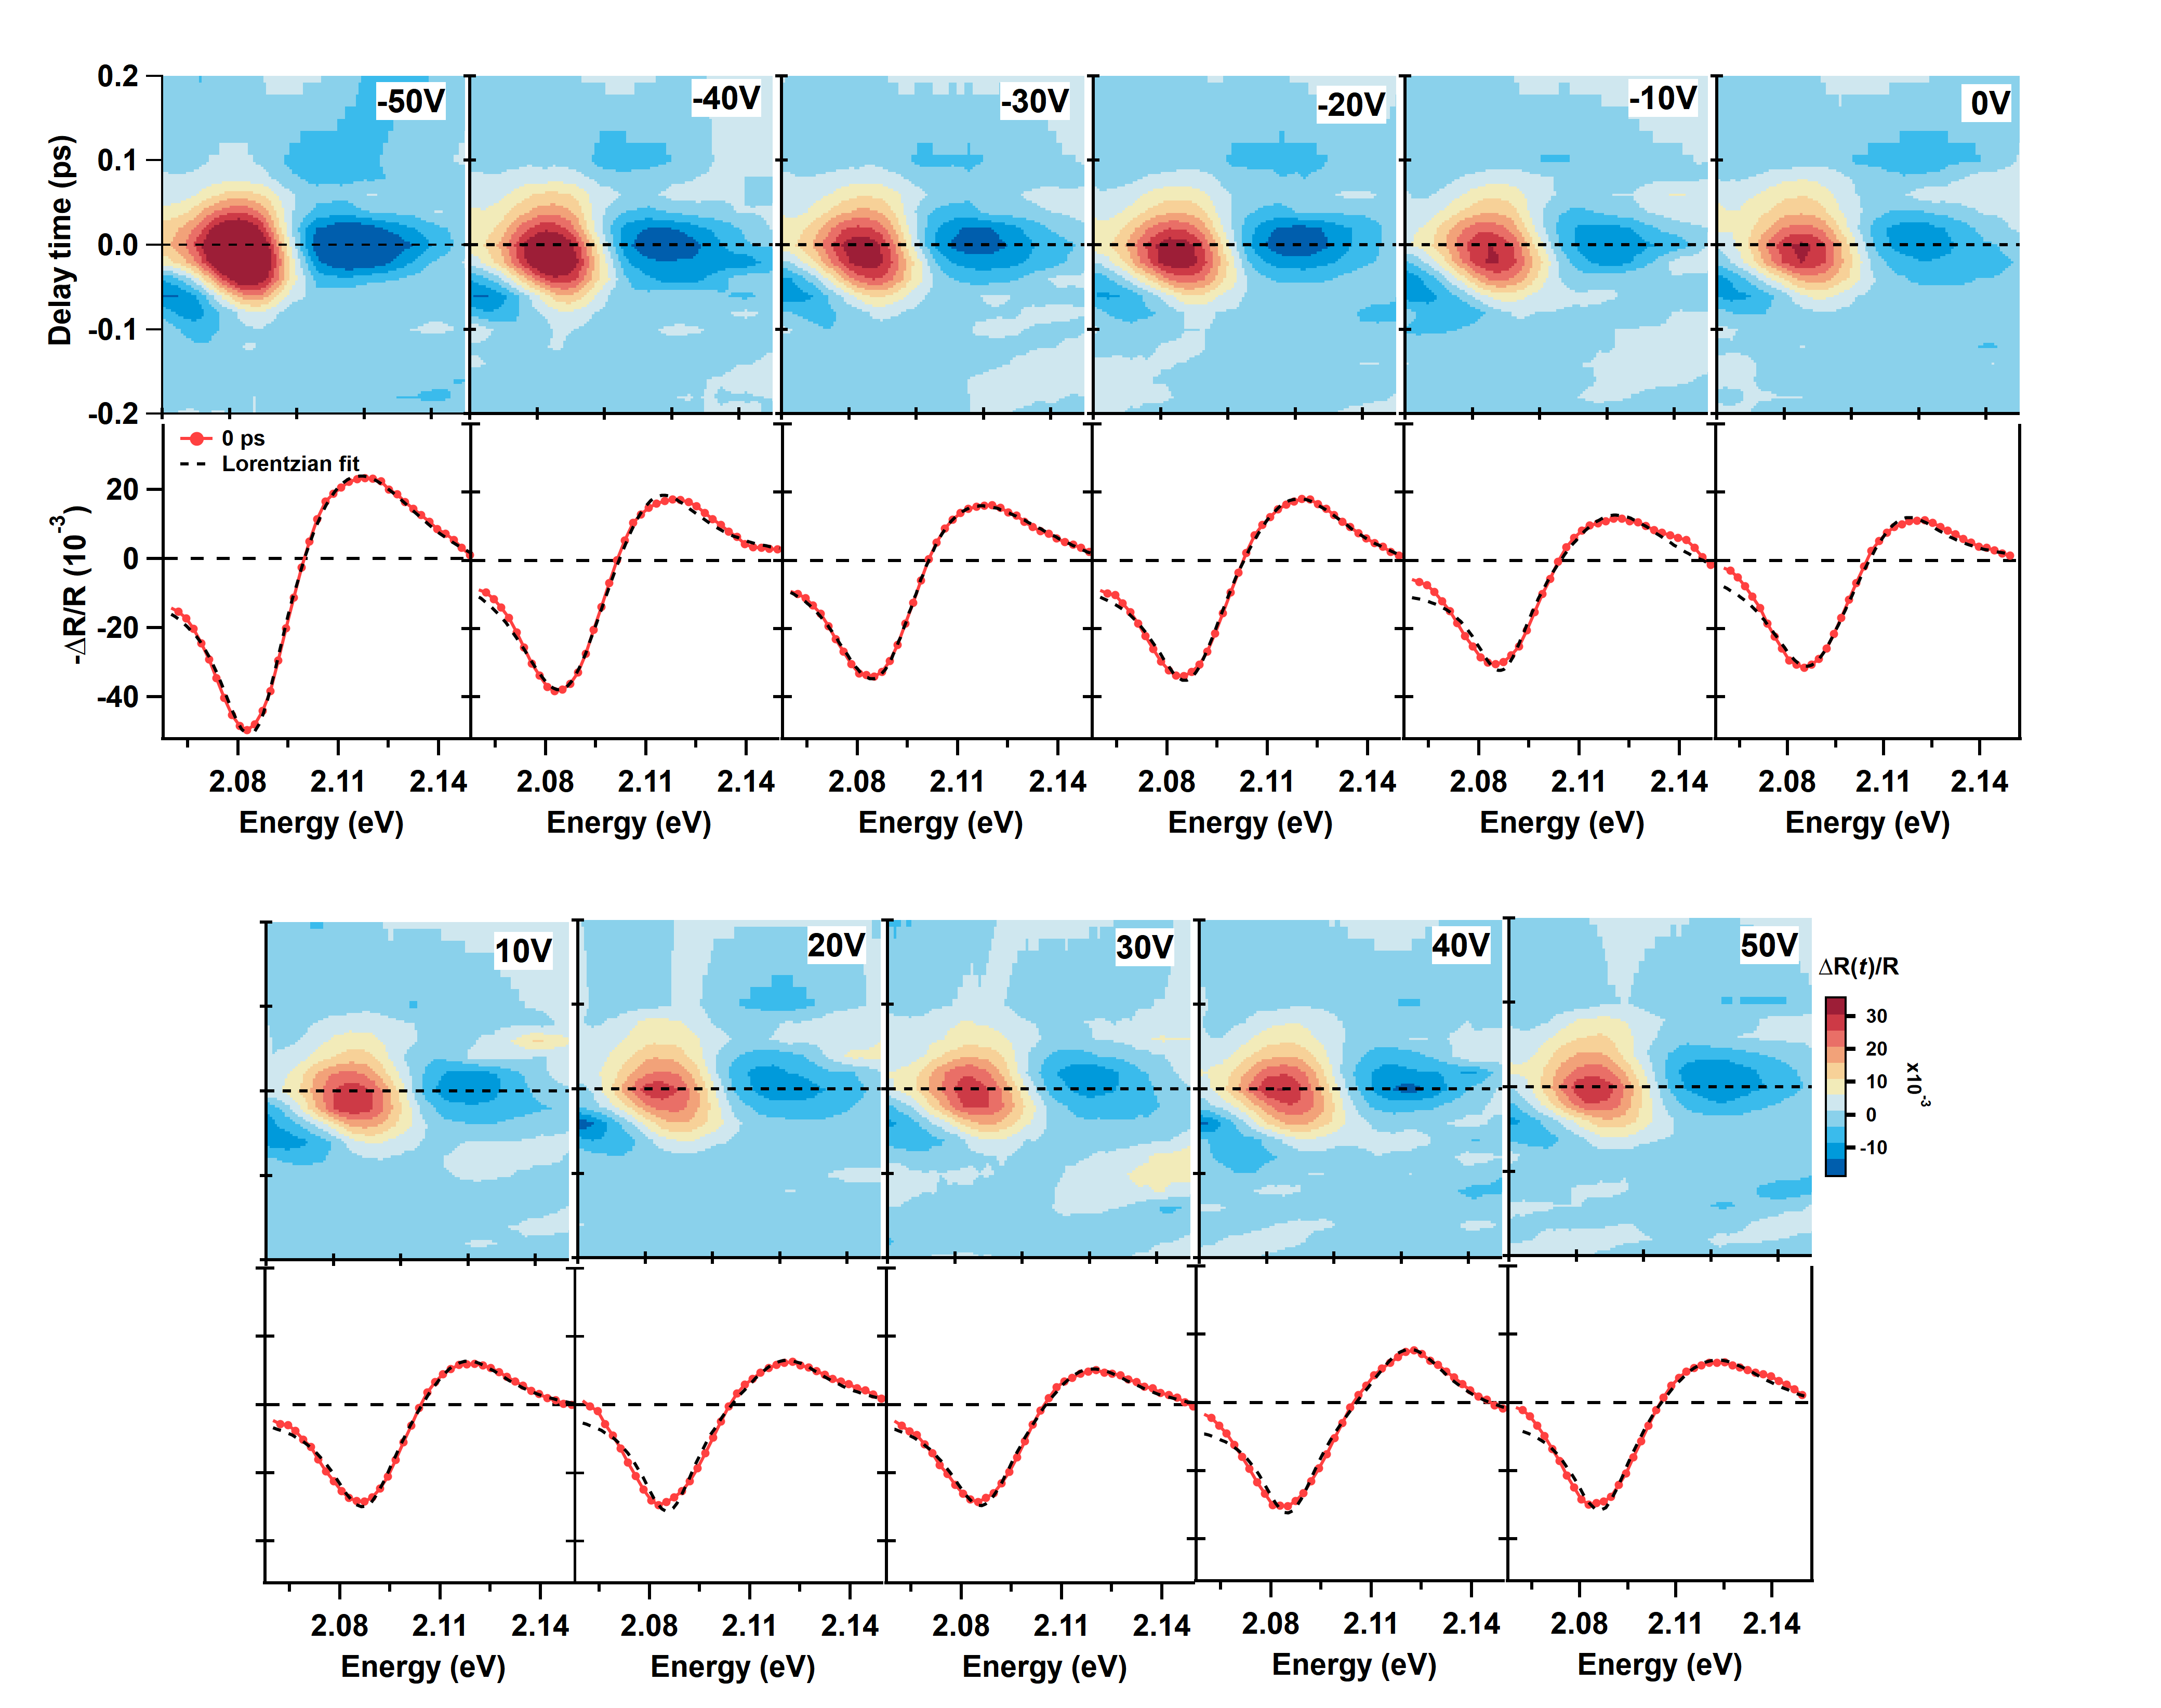 -50V -40V -30V -20V -10V 0V
Delay time (ps)
0.2
0.1
0.0
-0.1
-0.2
0 ps
Lorentzian fit
-ΔR/R (10⁻³)
20
0
-20
-40
2.08 2.11 2.14 2.08 2.11 2.14 2.08 2.11 2.14 2.08 2.11 2.14 2.08 2.11 2.14 2.08 2.11 2.14
Energy (eV) Energy (eV) Energy (eV) Energy (eV) Energy (eV) Energy (eV)
10V 20V 30V 40V 50V
ΔR(t)/R
30
20
10
0
-10
x10⁻³
2.08 2.11 2.14 2.08 2.11 2.14 2.08 2.11 2.14 2.08 2.11 2.14 2.08 2.11 2.14
Energy (eV) Energy (eV) Energy (eV) Energy (eV) Energy (eV)